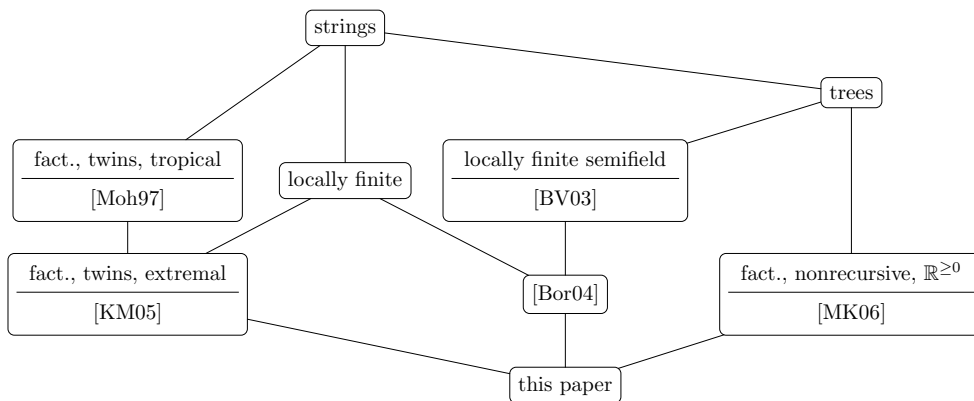 strings
trees
fact., twins, tropical
[Moh97]
locally finite
locally finite semifield
[BV03]
fact., twins, extremal
[KM05]
[Bor04]
fact., nonrecursive, ℝ≥0
[MK06]
this paper